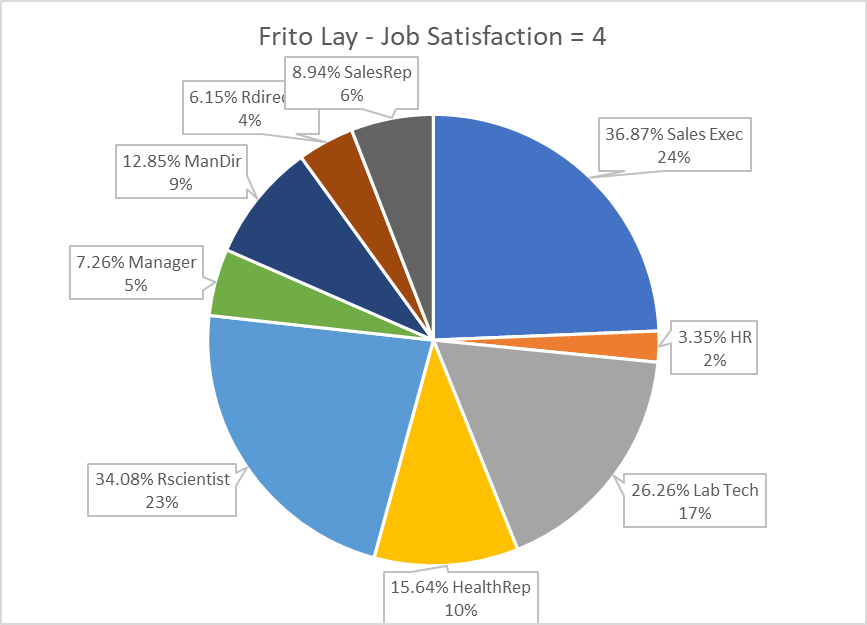 Frito Lay - Job Satisfaction = 4
8.94% SalesRep
6%
6.15%
4%
36.87% Sales Exec
24%
12.85% ManDir
9%
7.26% Manager
5%
3.35% HR
2%
34.08% Rscientist
23%
26.26% Lab Tech
17%
15.64% HealthRep
10%